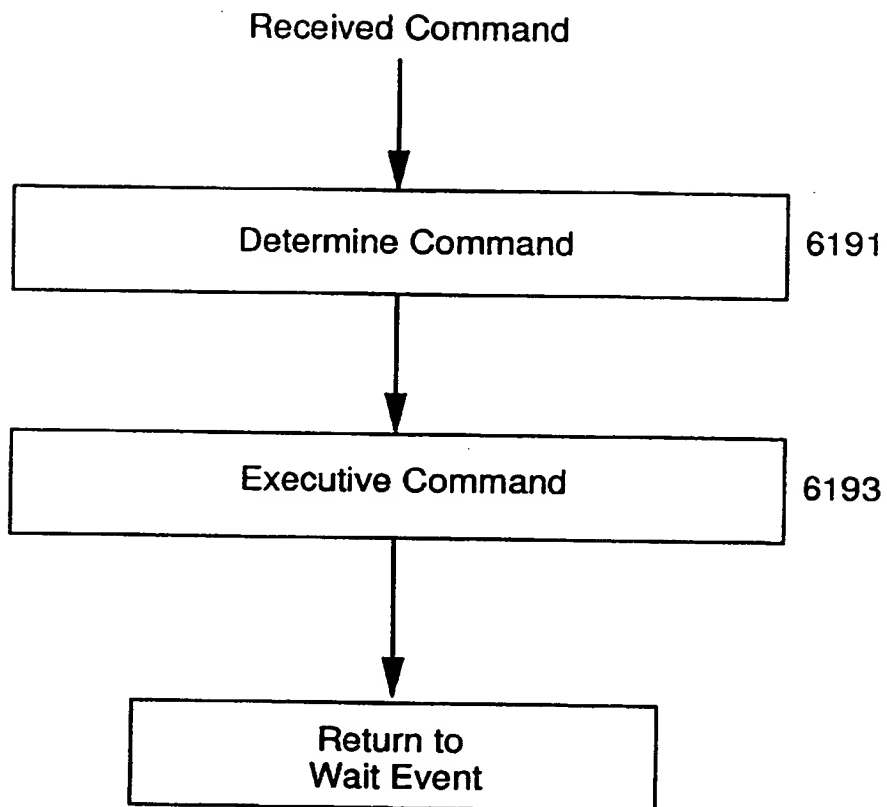 Received Command
Determine Command
6191
Executive Command
6193
Return to
Wait Event